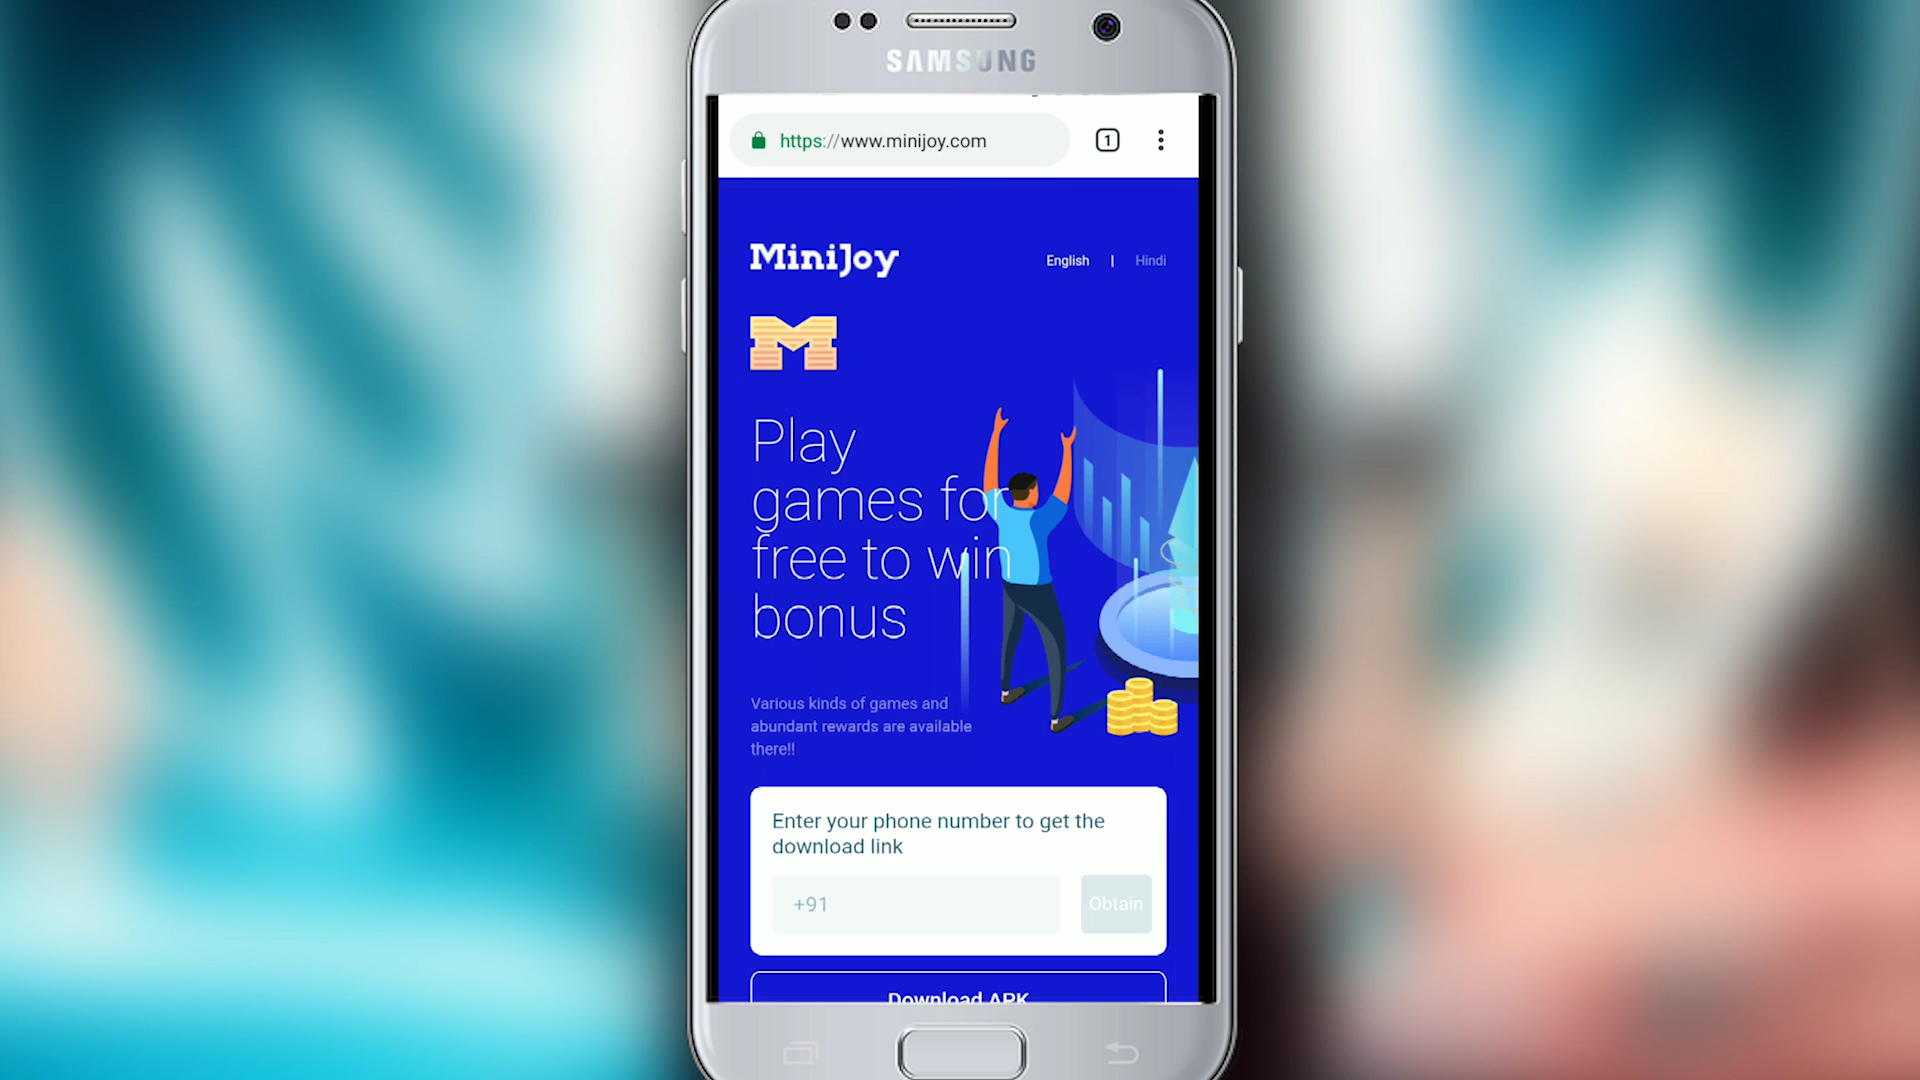 SAMSUNG
https://www.minijoy.com
1
MiniJoy
English | Hindi
M
Play
games for
free to win
bonus
Various kinds of games and
abundant rewards are available
there!!
Enter your phone number to get the
download link
+91
Obtain
Download APK